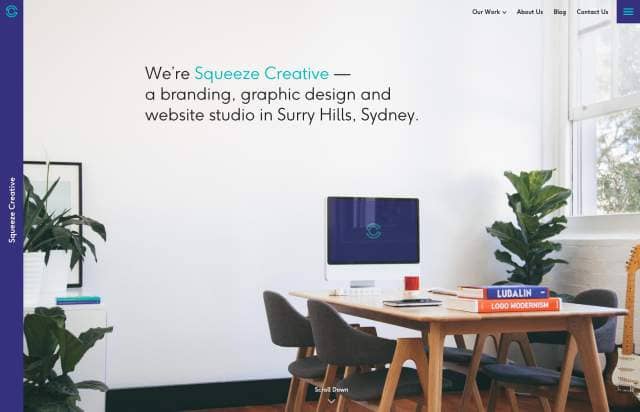 Our Work
About Us
Blog
Contact Us
We're Squeeze Creative —
a branding, graphic design and
website studio in Surry Hills, Sydney.
Squeeze Creative
LUBALIN
LOGO MODERNISM
Scroll Down